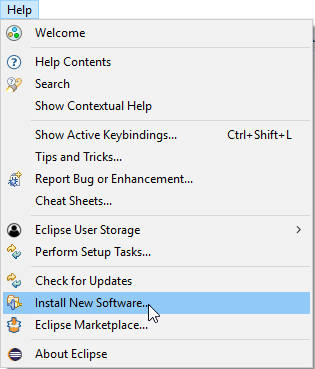 Help
Welcome
Help Contents
Search
Show Contextual Help
Show Active Keybindings... Ctrl+Shift+L
Tips and Tricks...
Report Bug or Enhancement...
Cheat Sheets...
Eclipse User Storage
Perform Setup Tasks...
Check for Updates
Install New Software...
Eclipse Marketplace...
About Eclipse